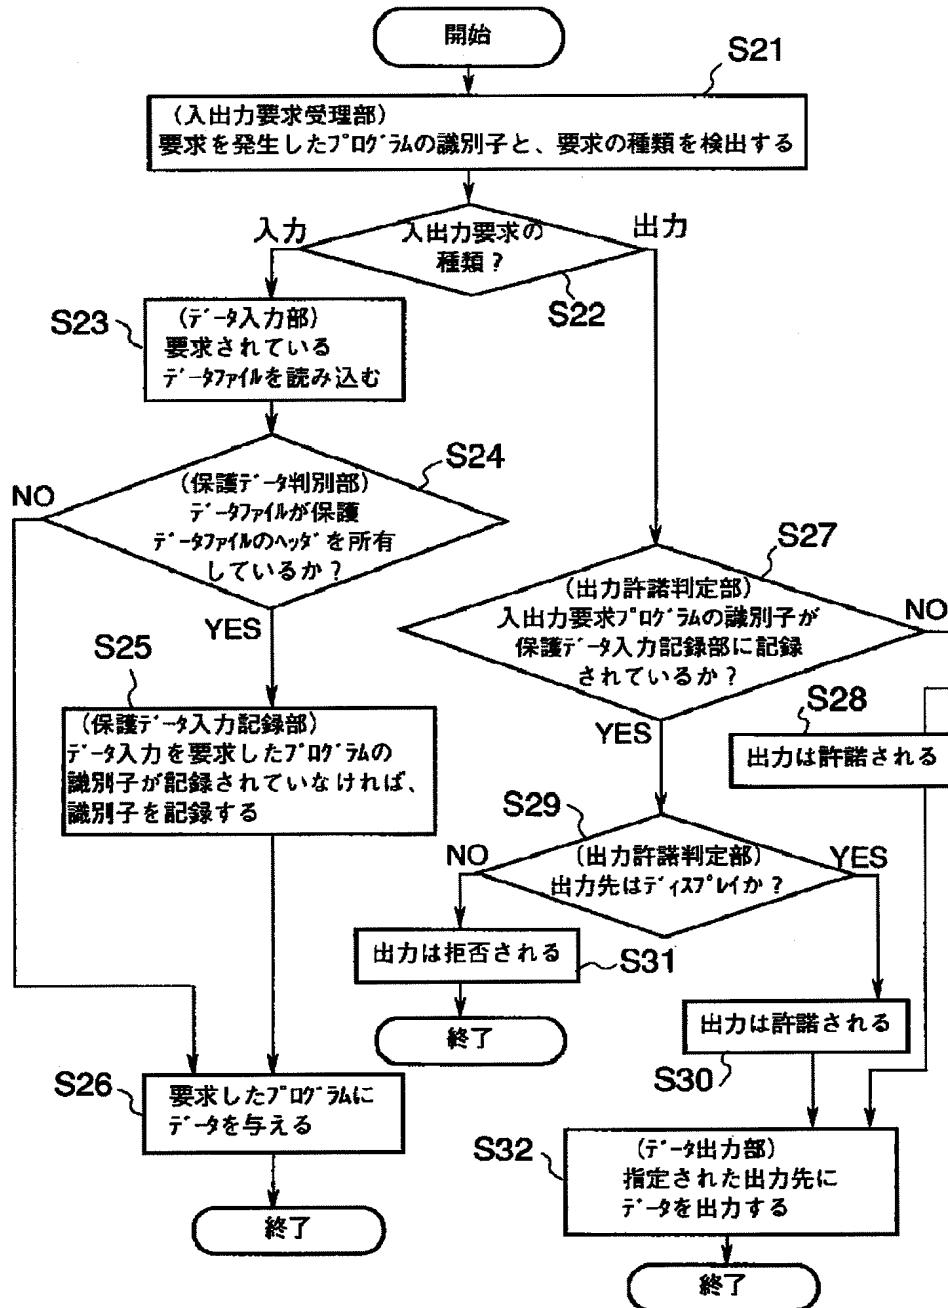 開始
S21
(入出力要求受理部)
要求を発生したプログラムの識別子と、要求の種類を検出する
入力
出力
入出力要求の
種類?
S22
S23
(データ入力部)
要求されている
データファイルを読み込む
S24
NO
(保護データ判別部)
データファイルが保護
データファイルのヘッダを所有
しているか?
YES
S25
(保護データ入力記録部)
データ入力を要求したプログラムの
識別子が記録されていなければ、
識別子を記録する
S27
NO
(出力許諾判定部)
入出力要求プログラムの識別子が
保護データ入力記録部に記録
されているか?
YES
S28
出力は許諾される
S29
NO
YES
(出力許諾判定部)
出力先はディスプレイか?
出力は拒否される
S31
終了
出力は許諾される
S30
S26
要求したプログラムに
データを与える
終了
S32
(データ出力部)
指定された出力先に
データを出力する
終了